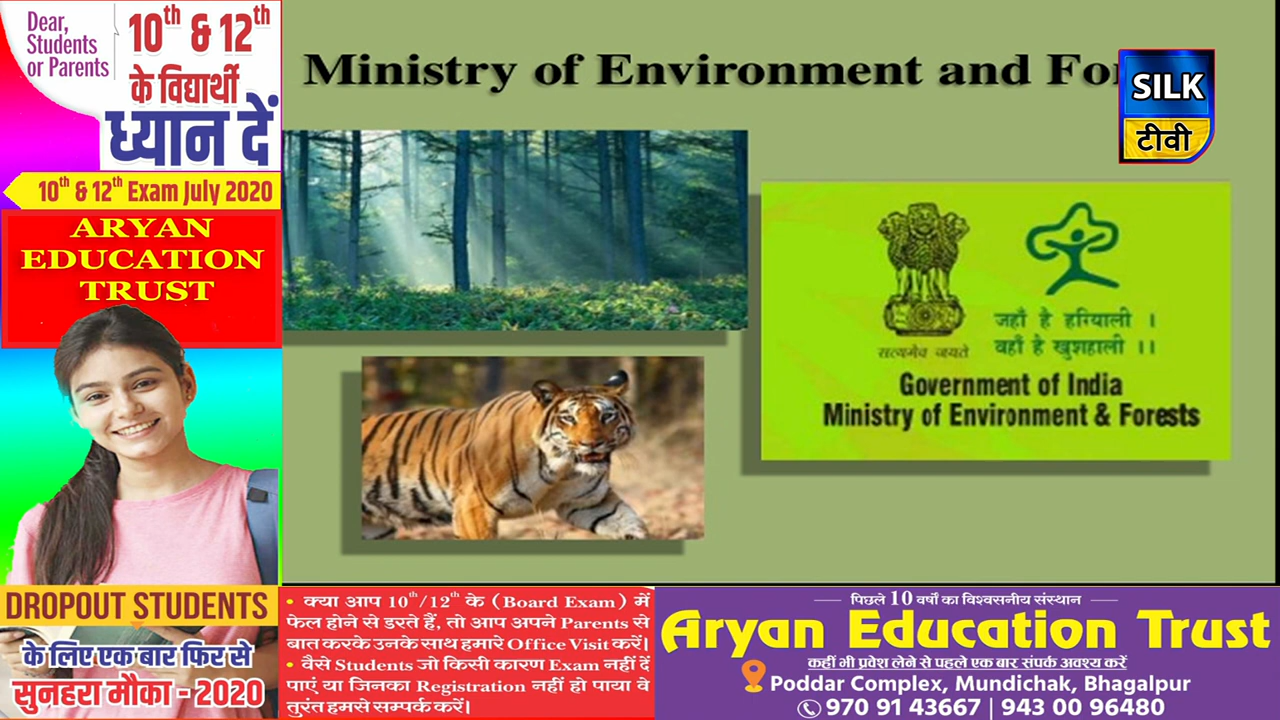 Dear,
Students
or Parents
10th & 12th
के विद्यार्थी
ध्यान दें
10th & 12th Exam July 2020
ARYAN
EDUCATION
TRUST
DROPOUT STUDENTS
के लिए एक बार फिर से
सुनहरा मौका - 2020
Ministry of Environment and For
SILK
टीवी
सत्यमेव जयते
जहाँ है हरियाली ।
वहाँ है खुशहाली ।।
Government of India
Ministry of Environment & Forests
• क्या आप 10th/12th के (Board Exam) में
फेल होने से डरते हैं, तो आप अपने Parents से
बात करके उनके साथ हमारे Office Visit करें।
• वैसे Students जो किसी कारण Exam नहीं दें
पाएं या जिनका Registration नहीं हो पाया वे
तुरंत हमसे सम्पर्क करें।
पिछले 10 वर्षों का विश्वसनीय संस्थान
Aryan Education Trust
कहीं भी प्रवेश लेने से पहले एक बार संपर्क अवश्य करें
Poddar Complex, Mundichak, Bhagalpur
970 91 43667 | 943 00 96480